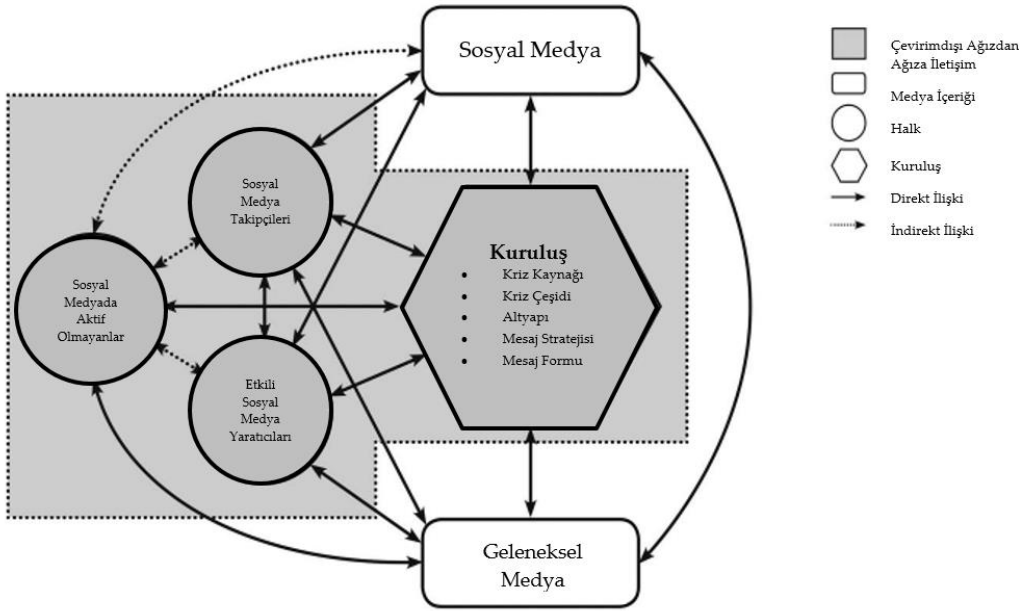 Sosyal Medya
Sosyal
Medya
Takipçileri
Sosyal
Medyada
Aktif
Olmayanlar
Etkili
Sosyal
Medya
Yaratıcıları
Kuruluş
• Kriz Kaynağı
• Kriz Çeşidi
• Altyapı
• Mesaj Stratejisi
• Mesaj Formu
Geleneksel
Medya
Çevirimdışı Ağızdan
Ağıza İletişim
Medya İçeriği
Halk
Kuruluş
Direkt İlişki
İndirekt İlişki